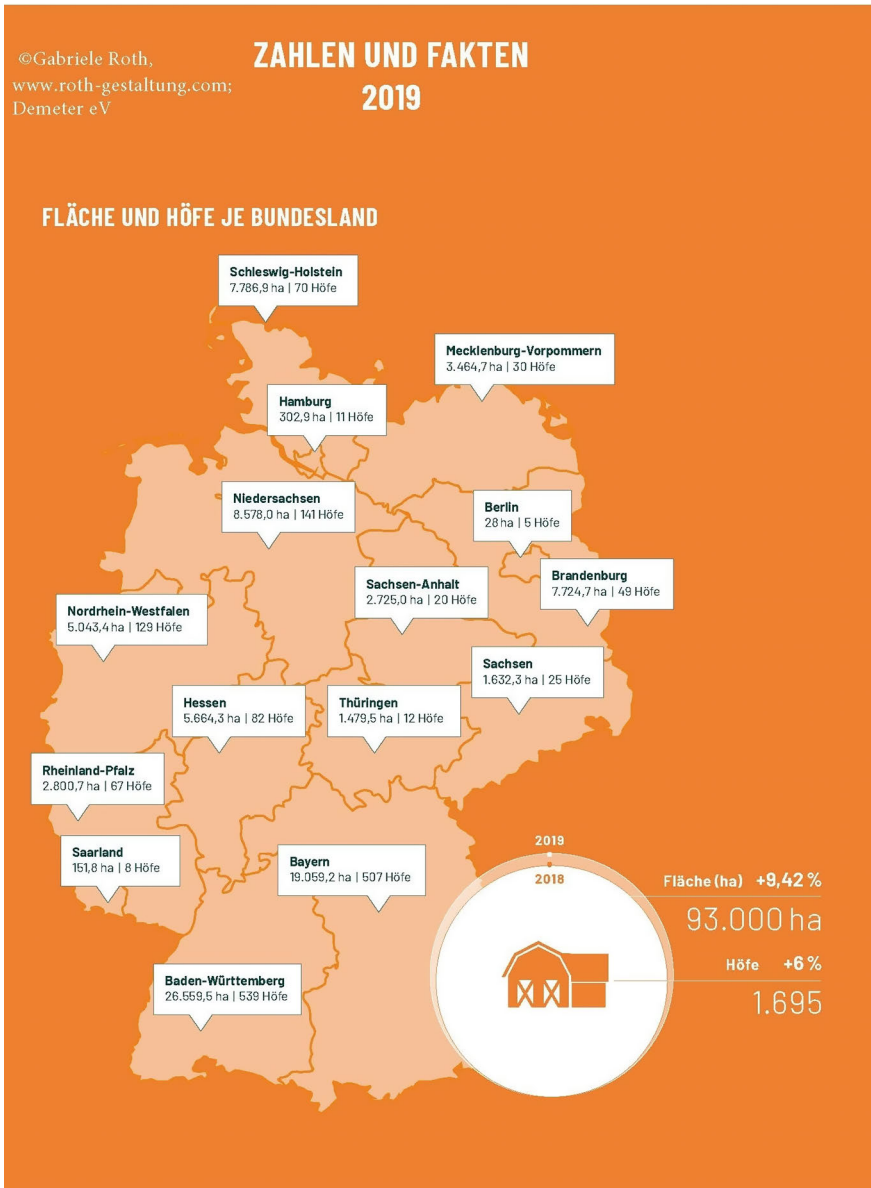 ©Gabriele Roth,
www.roth-gestaltung.com;
Demeter eV
ZAHLEN UND FAKTEN
2019
FLÄCHE UND HÖFE JE BUNDESLAND
Schleswig-Holstein
7.786,9 ha | 70 Höfe
Mecklenburg-Vorpommern
3.464,7 ha | 30 Höfe
Hamburg
302,9 ha | 11 Höfe
Niedersachsen
8.578,0 ha | 141 Höfe
Berlin
28 ha | 5 Höfe
Brandenburg
7.724,7 ha | 49 Höfe
Sachsen-Anhalt
2.725,0 ha | 20 Höfe
Nordrhein-Westfalen
5.043,4 ha | 129 Höfe
Sachsen
1.632,3 ha | 25 Höfe
Hessen
5.664,3 ha | 82 Höfe
Thüringen
1.479,5 ha | 12 Höfe
Rheinland-Pfalz
2.800,7 ha | 67 Höfe
Saarland
151,8 ha | 8 Höfe
Bayern
19.059,2 ha | 507 Höfe
Baden-Württemberg
26.559,5 ha | 539 Höfe
2019
2018
Fläche (ha) +9,42 %
93.000 ha
Höfe +6 %
1.695